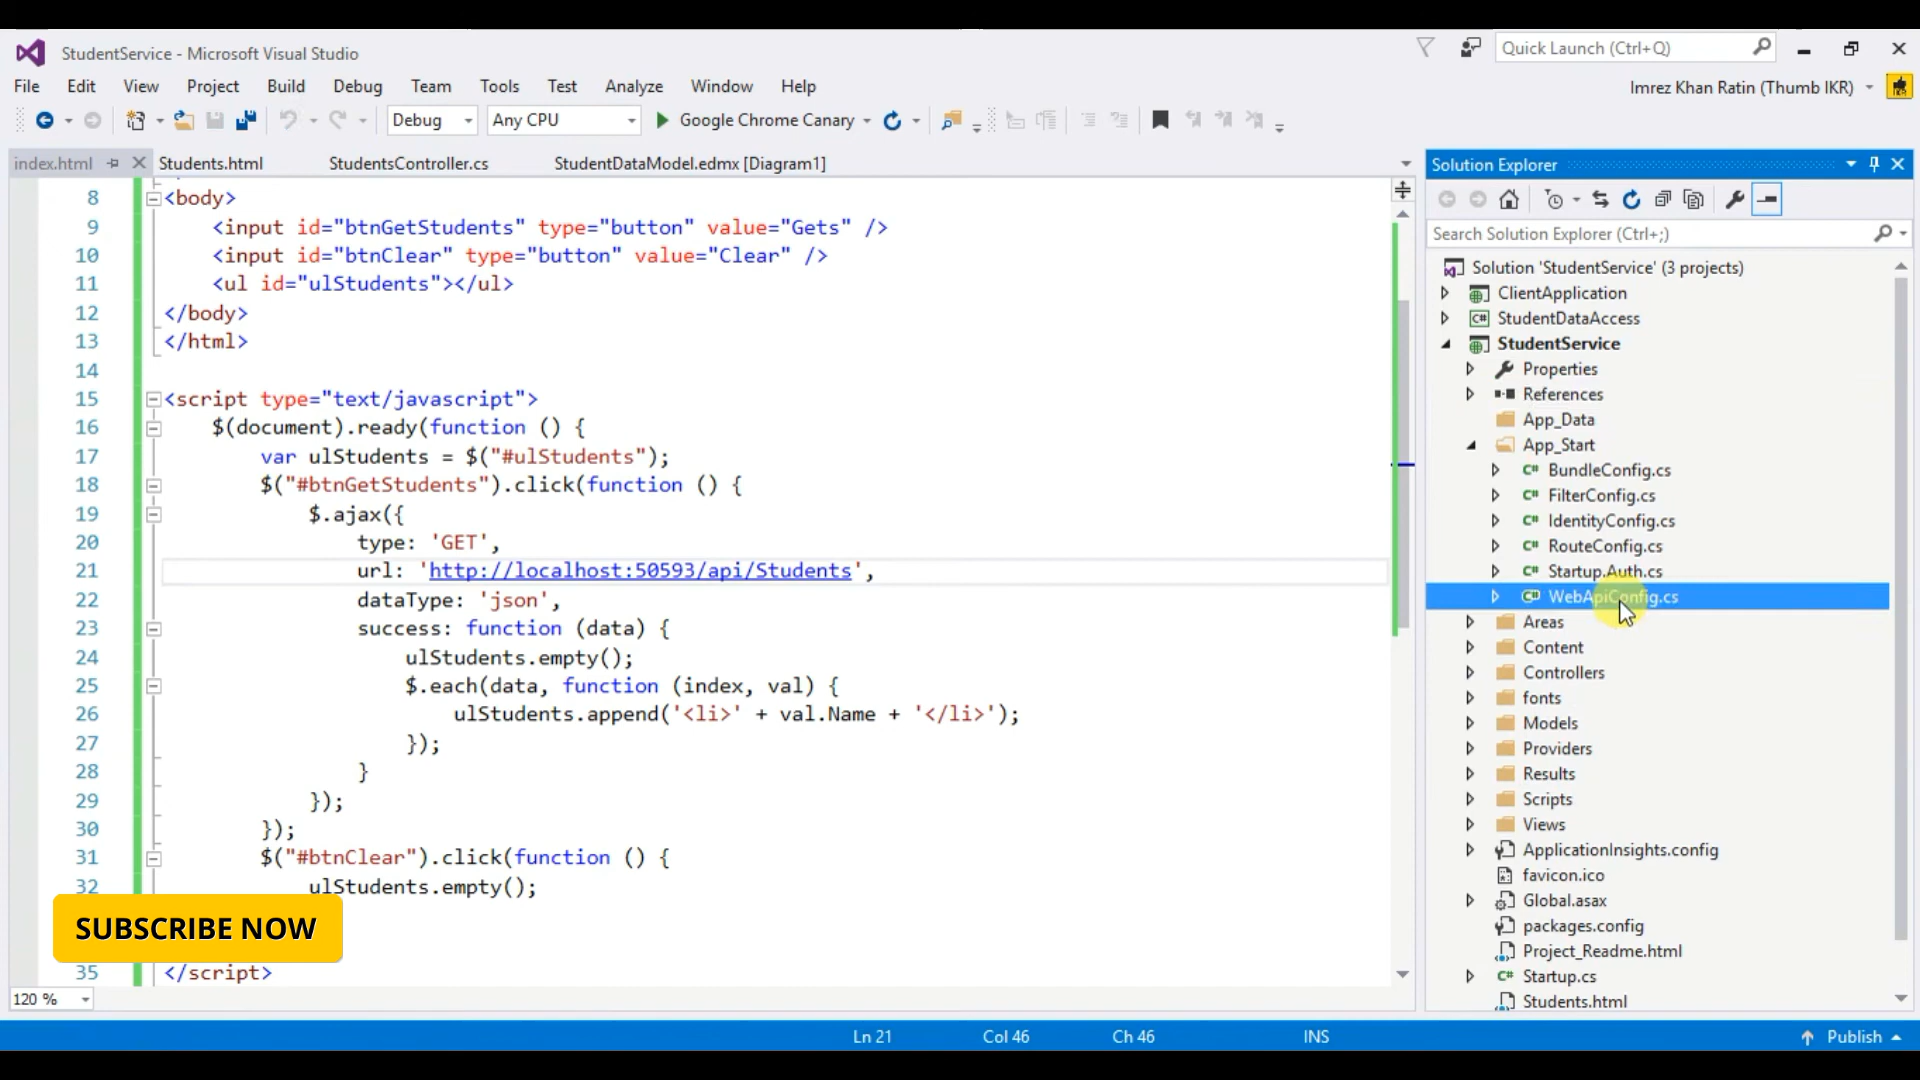 StudentService - Microsoft Visual Studio
Quick Launch (Ctrl+Q)
File Edit View Project Build Debug Team Tools Test Analyze Window Help
Imrez Khan Ratin (Thumb IKR)
Debug Any CPU Google Chrome Canary
index.html Students.html StudentsController.cs StudentDataModel.edmx [Diagram1]
8 <body>
9 <input id="btnGetStudents" type="button" value="Gets" />
10 <input id="btnClear" type="button" value="Clear" />
11 <ul id="ulStudents"></ul>
12 </body>
13 </html>
14
15 <script type="text/javascript">
16 $(document).ready(function () {
17 var ulStudents = $("#ulStudents");
18 $("#btnGetStudents").click(function () {
19 $.ajax({
20 type: 'GET',
21 url: 'http://localhost:50593/api/Students',
22 dataType: 'json',
23 success: function (data) {
24 ulStudents.empty();
25 $.each(data, function (index, val) {
26 ulStudents.append('<li>' + val.Name + '</li>');
27 });
28 }
29 });
30 });
31 $("#btnClear").click(function () {
32 ulStudents.empty();
SUBSCRIBE NOW
35 </script>
120 %
Solution Explorer
Search Solution Explorer (Ctrl+;)
Solution 'StudentService' (3 projects)
ClientApplication
C# StudentDataAccess
StudentService
Properties
References
App_Data
App_Start
C# BundleConfig.cs
C# FilterConfig.cs
C# IdentityConfig.cs
C# RouteConfig.cs
C# Startup.Auth.cs
C# WebApiConfig.cs
Areas
Content
Controllers
fonts
Models
Providers
Results
Scripts
Views
ApplicationInsights.config
favicon.ico
Global.asax
packages.config
Project_Readme.html
C# Startup.cs
Students.html
Ln 21 Col 46 Ch 46 INS Publish